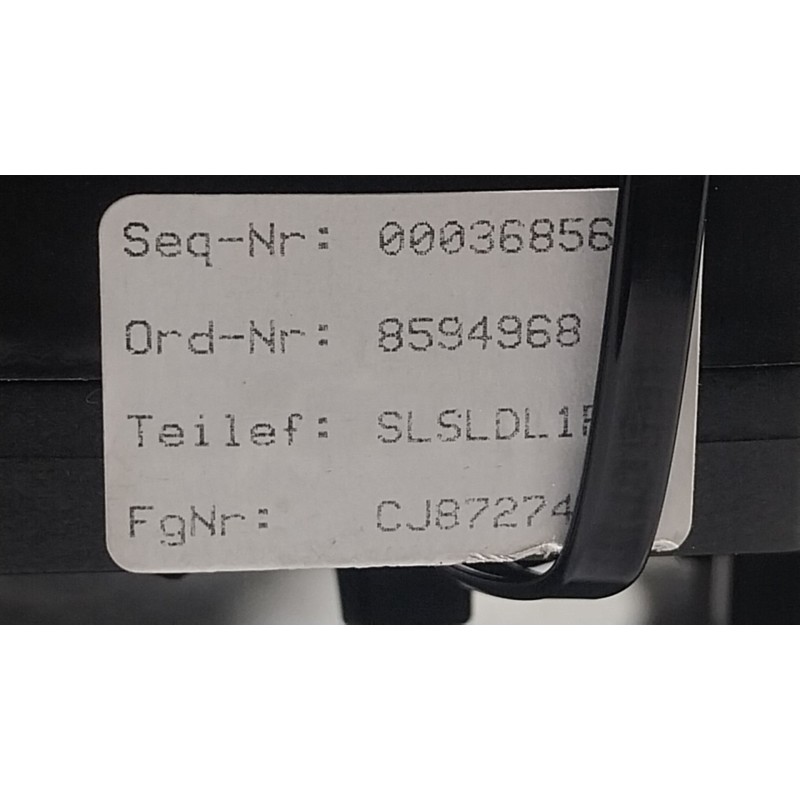 Seq-Nr: 00036856
Ord-Nr: 8594968
Teilef: SLSLDL1
FgNr: CJ87274